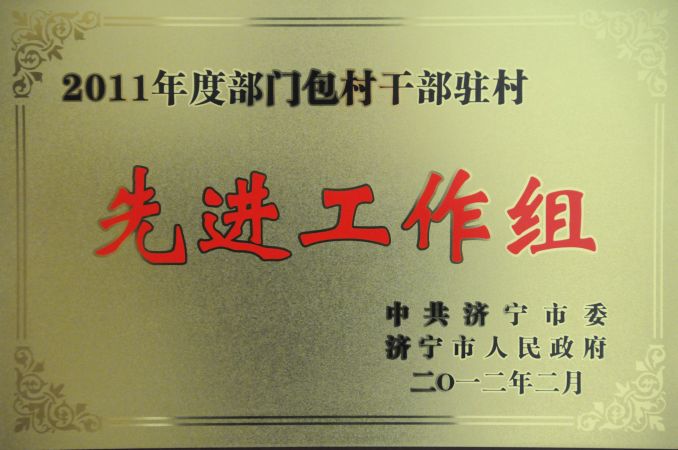 2011年度部门包村干部驻村
先进工作组
中共济宁市委
济宁市人民政府
二〇一二年二月